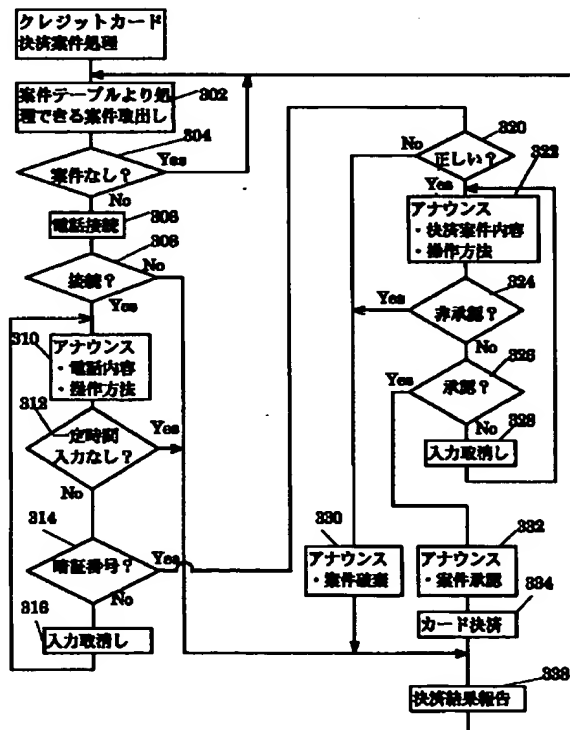 クレジットカード
決済案件処理
案件テーブルより処
理できる案件取出し
302
304
案件なし？
Yes
No
306
電話接続
308
接続？
No
Yes
310
アナウンス
・電話内容
・操作方法
312
一定時間
入力なし？
Yes
No
314
暗証番号？
Yes
No
316
入力取消し
320
正しい？
No
Yes
322
アナウンス
・決済案件内容
・操作方法
324
非承認？
Yes
No
326
承認？
Yes
No
328
入力取消し
330
アナウンス
・案件破棄
332
アナウンス
・案件承認
334
カード決済
338
決済結果報告